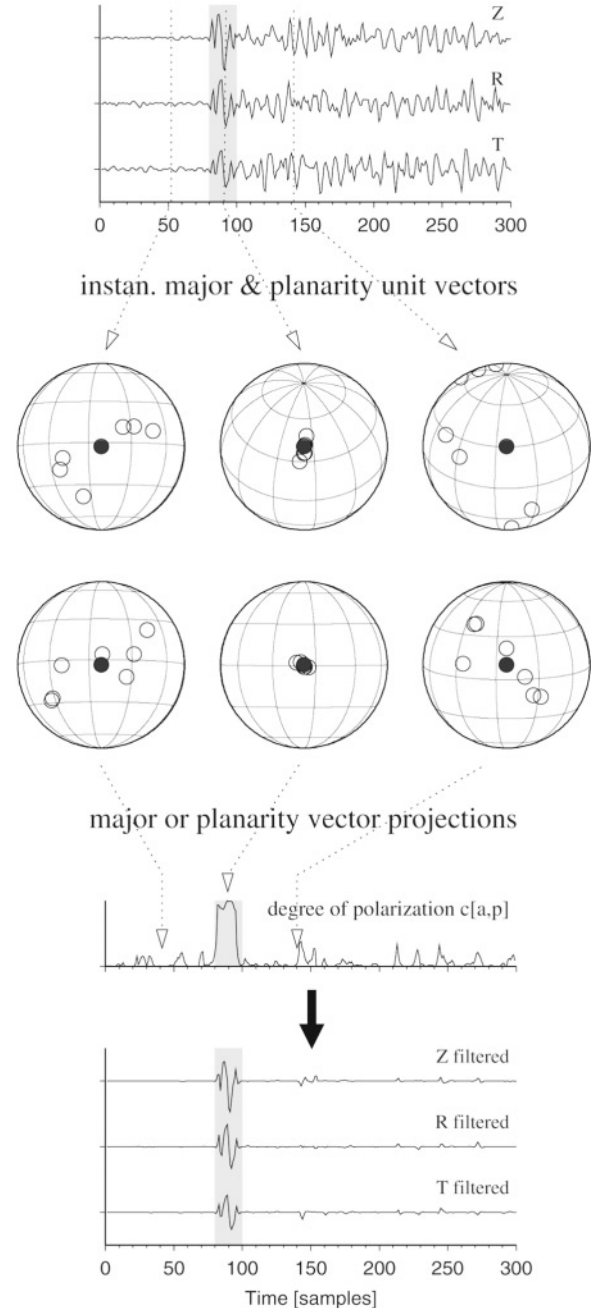 Z
R
T
0 50 100 150 200 250 300
instan. major & planarity unit vectors
major or planarity vector projections
degree of polarization c[a,p]
Z filtered
R filtered
T filtered
0 50 100 150 200 250 300
Time [samples]